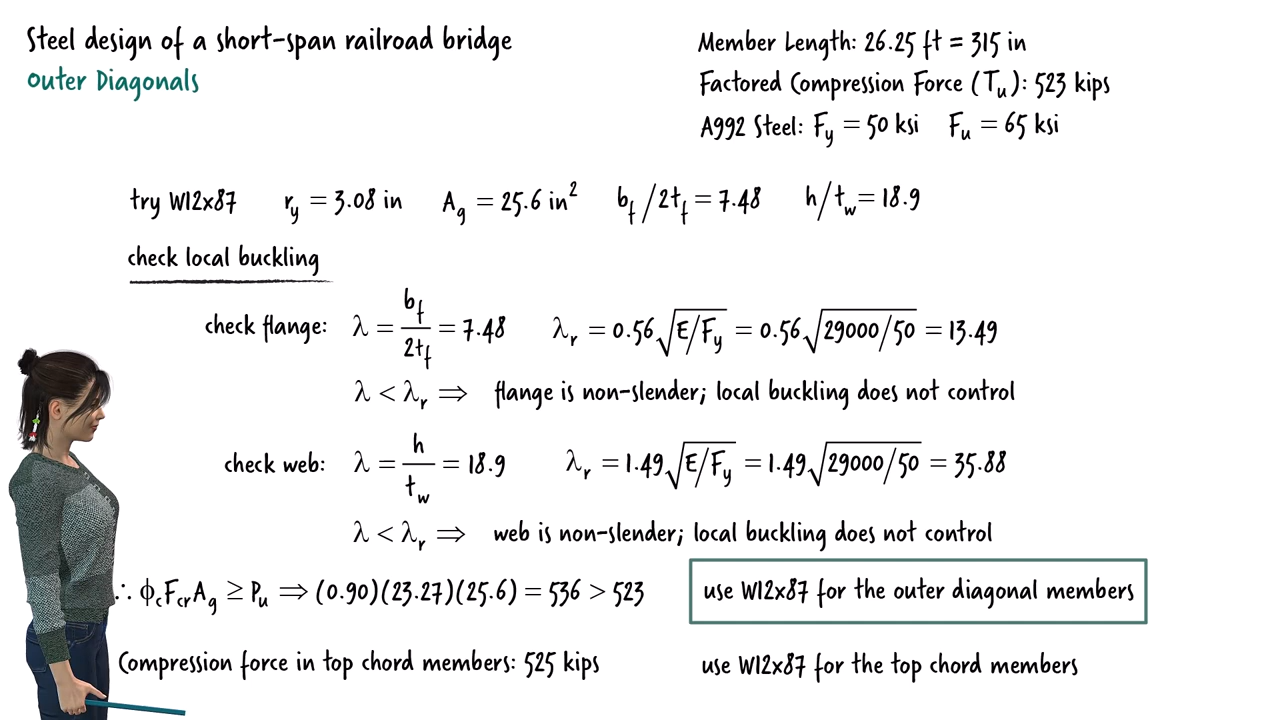 Steel design of a short-span railroad bridge
Outer Diagonals
Member Length: 26.25 ft = 315 in
Factored Compression Force (T_u): 523 kips
A992 Steel: F_y = 50 ksi F_u = 65 ksi
try W12x87 r_y = 3.08 in A_g = 25.6 in² b_f/2t_f = 7.48 h/t_w = 18.9
check local buckling
check flange: λ = b_f/2t_f = 7.48 λ_r = 0.56√(E/F_y) = 0.56√(29000/50) = 13.49
λ < λ_r ⟹ flange is non-slender; local buckling does not control
check web: λ = h/t_w = 18.9 λ_r = 1.49√(E/F_y) = 1.49√(29000/50) = 35.88
λ < λ_r ⟹ web is non-slender; local buckling does not control
∴ ϕ_cF_crA_g ≥ P_u ⟹ (0.90)(23.27)(25.6) = 536 > 523
use W12x87 for the outer diagonal members
Compression force in top chord members: 525 kips
use W12x87 for the top chord members